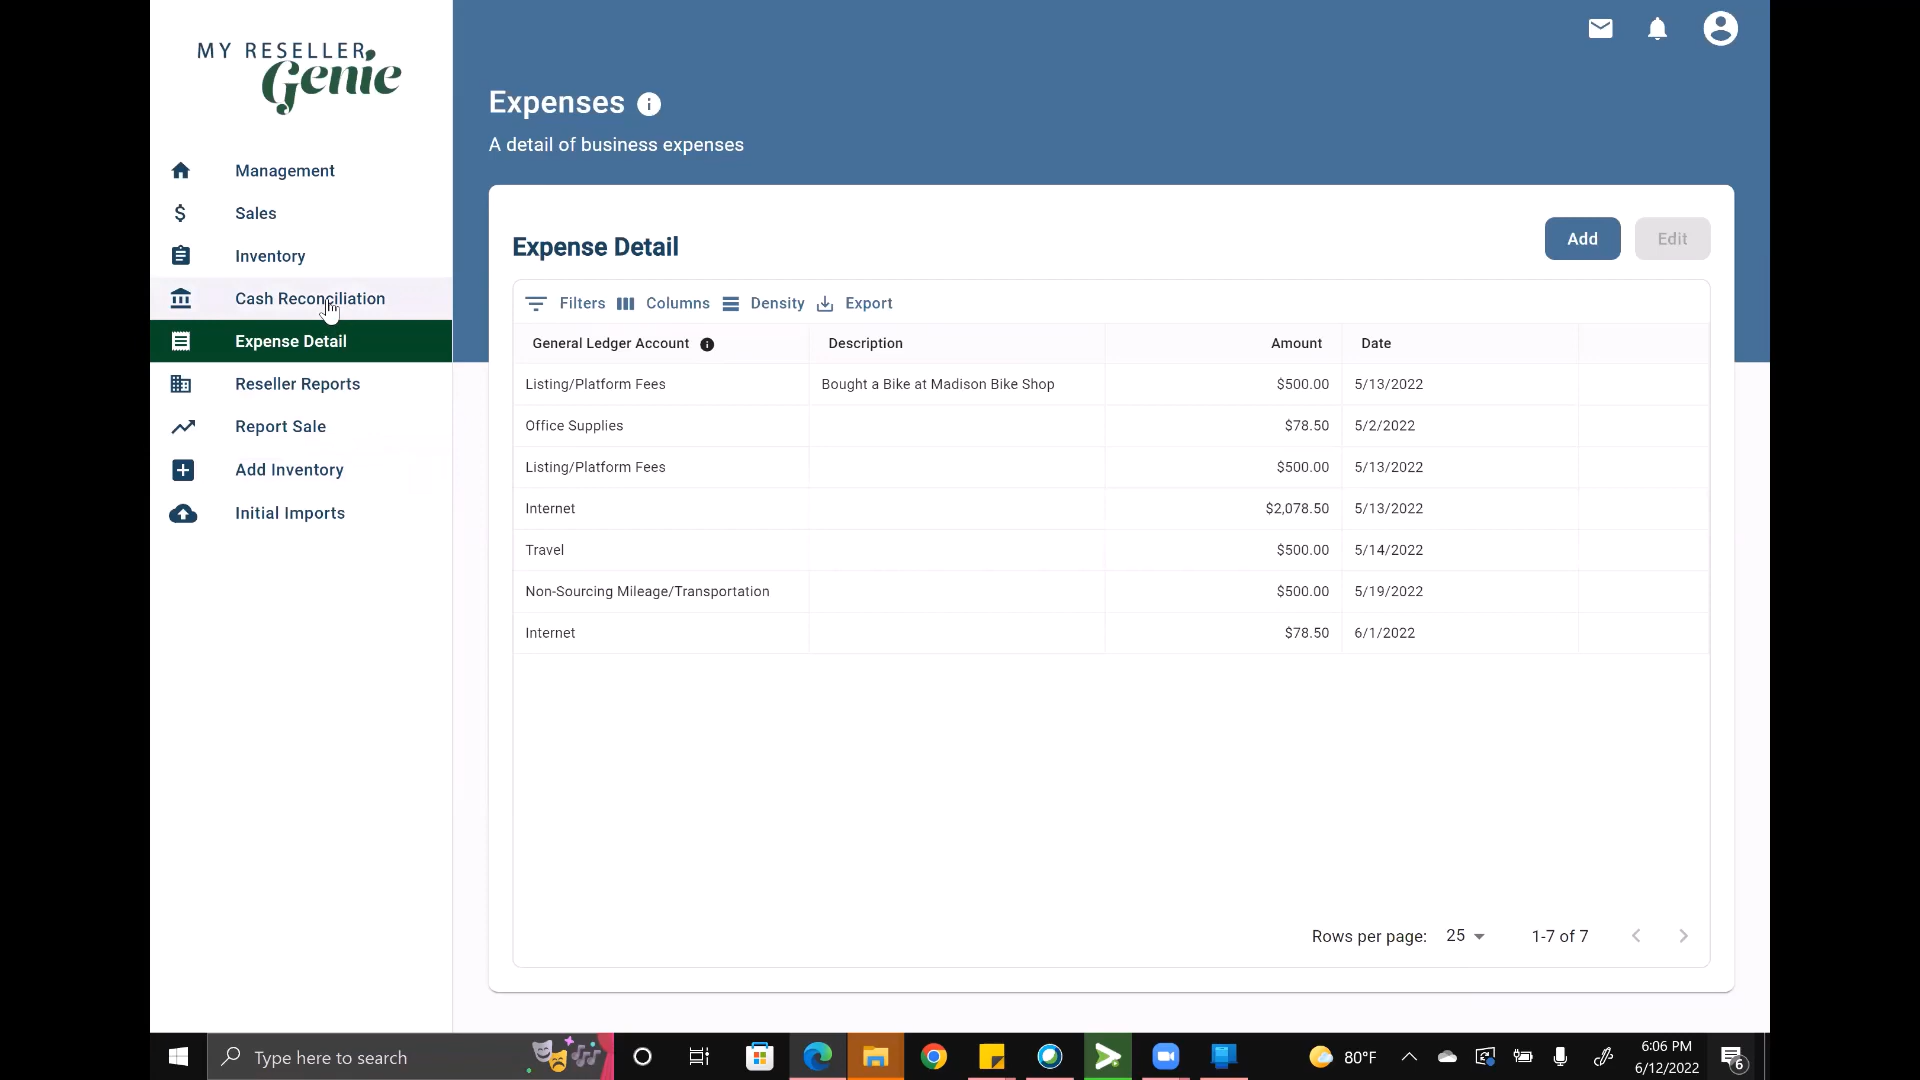 MY RESELLER
Genie
Management
Sales
Inventory
Cash Reconciliation
Expense Detail
Reseller Reports
Report Sale
Add Inventory
Initial Imports
Expenses
A detail of business expenses
Expense Detail
Add Edit
Filters Columns Density Export
General Ledger Account Description Amount Date
Listing/Platform Fees Bought a Bike at Madison Bike Shop $500.00 5/13/2022
Office Supplies $78.50 5/2/2022
Listing/Platform Fees $500.00 5/13/2022
Internet $2,078.50 5/13/2022
Travel $500.00 5/14/2022
Non-Sourcing Mileage/Transportation $500.00 5/19/2022
Internet $78.50 6/1/2022
Rows per page: 25 1-7 of 7
Type here to search
80°F
6:06 PM
6/12/2022
6